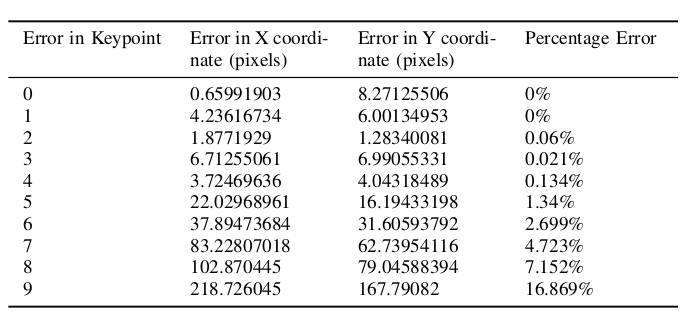 Error in Keypoint Error in X coordi- Error in Y coordi- Percentage Error
nate (pixels) nate (pixels)
0 0.65991903 8.27125506 0%
1 4.23616734 6.00134953 0%
2 1.8771929 1.28340081 0.06%
3 6.71255061 6.99055331 0.021%
4 3.72469636 4.04318489 0.134%
5 22.02968961 16.19433198 1.34%
6 37.89473684 31.60593792 2.699%
7 83.22807018 62.73954116 4.723%
8 102.870445 79.04588394 7.152%
9 218.726045 167.79082 16.869%